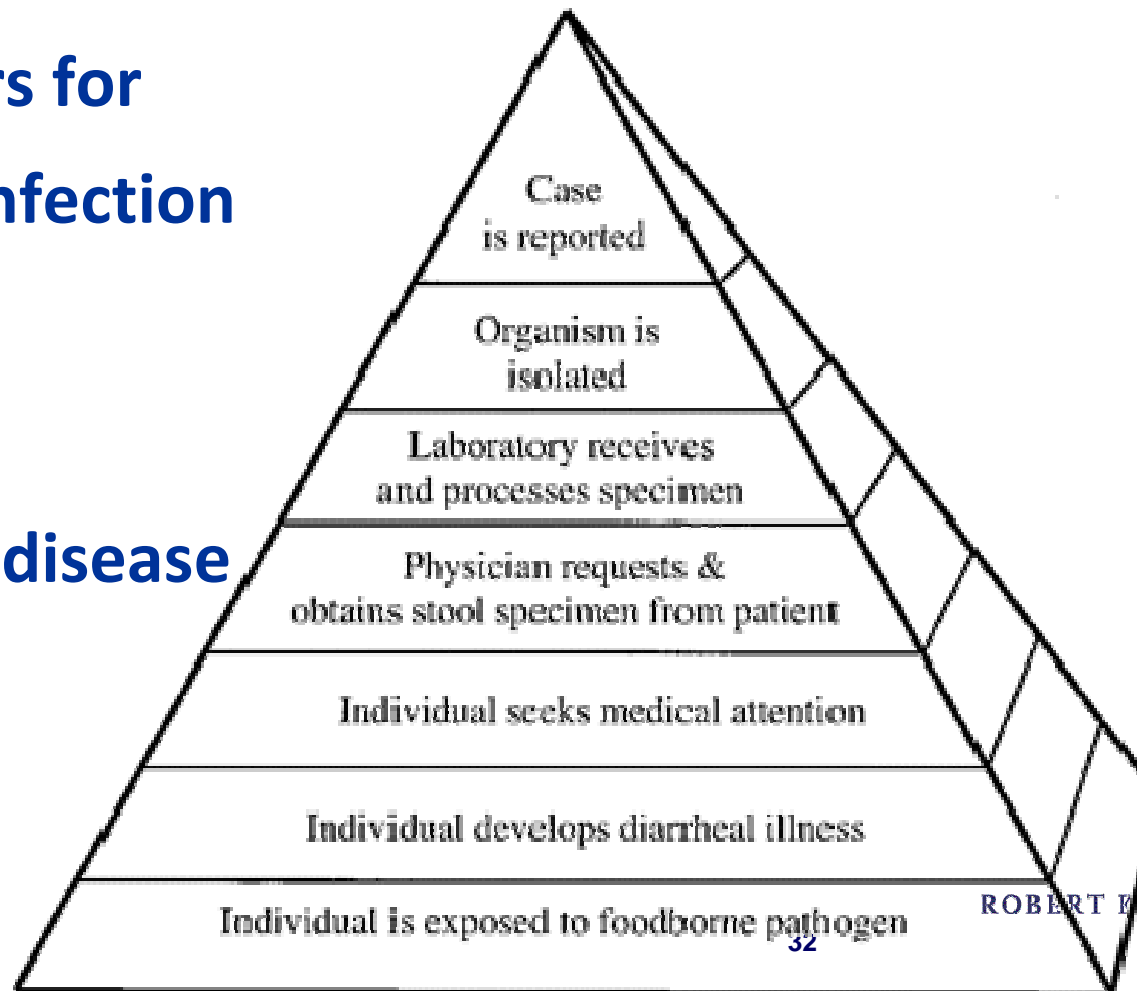 rs for
nfection
disease
Case
is reported
Organism is
isolated
Laboratory receives
and processes specimen
Physician requests &
obtains stool specimen from patient
Individual seeks medical attention
Individual develops diarrheal illness
Individual is exposed to foodborne pathogen
ROBERT K
32